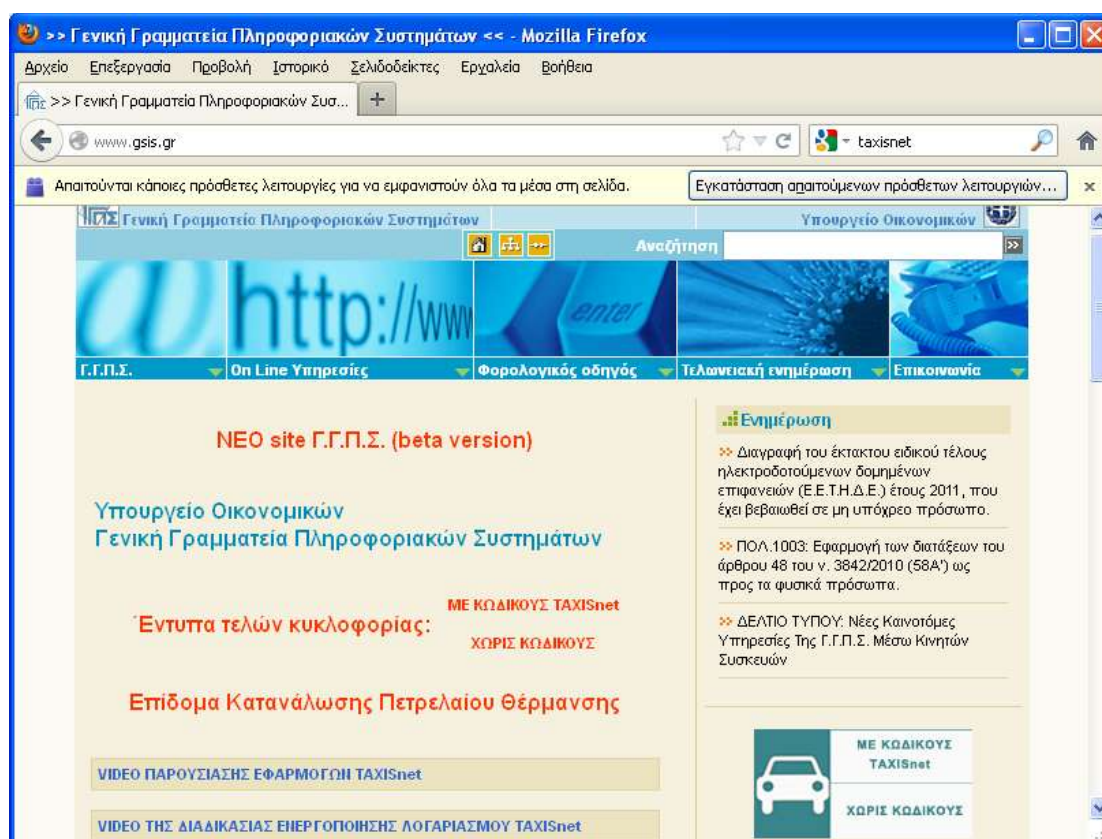 >> Γενική Γραμματεία Πληροφοριακών Συστημάτων << - Mozilla Firefox
Αρχείο Επεξεργασία Προβολή Ιστορικό Σελιδοδείκτες Εργαλεία Βοήθεια
>> Γενική Γραμματεία Πληροφοριακών Συσ... +
www.gsis.gr
taxisnet
Απαιτούνται κάποιες πρόσθετες λειτουργίες για να εμφανιστούν όλα τα μέσα στη σελίδα.
Εγκατάσταση απαιτούμενων πρόσθετων λειτουργιών...
ΓΓΠΣ Γενική Γραμματεία Πληροφοριακών Συστημάτων
Υπουργείο Οικονομικών
Αναζήτηση
@ http://www enter
Γ.Γ.Π.Σ. On Line Υπηρεσίες Φορολογικός οδηγός Τελωνειακή ενημέρωση Επικοινωνία
ΝΕΟ site Γ.Γ.Π.Σ. (beta version)
Υπουργείο Οικονομικών
Γενική Γραμματεία Πληροφοριακών Συστημάτων
Έντυπα τελών κυκλοφορίας:
ΜΕ ΚΩΔΙΚΟΥΣ TAXISnet
ΧΩΡΙΣ ΚΩΔΙΚΟΥΣ
Επίδομα Κατανάλωσης Πετρελαίου Θέρμανσης
VIDEO ΠΑΡΟΥΣΙΑΣΗΣ ΕΦΑΡΜΟΓΩΝ TAXISnet
VIDEO ΤΗΣ ΔΙΑΔΙΚΑΣΙΑΣ ΕΝΕΡΓΟΠΟΙΗΣΗΣ ΛΟΓΑΡΙΑΣΜΟΥ TAXISnet
Ενημέρωση
>> Διαγραφή του έκτακτου ειδικού τέλους
ηλεκτροδοτούμενων δομημένων
επιφανειών (Ε.Ε.Τ.Η.Δ.Ε.) έτους 2011, που
έχει βεβαιωθεί σε μη υπόχρεο πρόσωπο.
>> ΠΟΛ.1003: Εφαρμογή των διατάξεων του
άρθρου 48 του ν. 3842/2010 (58Α') ως
προς τα φυσικά πρόσωπα.
>> ΔΕΛΤΙΟ ΤΥΠΟΥ: Νέες Καινοτόμες
Υπηρεσίες Της Γ.Γ.Π.Σ. Μέσω Κινητών
Συσκευών
ΜΕ ΚΩΔΙΚΟΥΣ
TAXISnet
ΧΩΡΙΣ ΚΩΔΙΚΟΥΣ